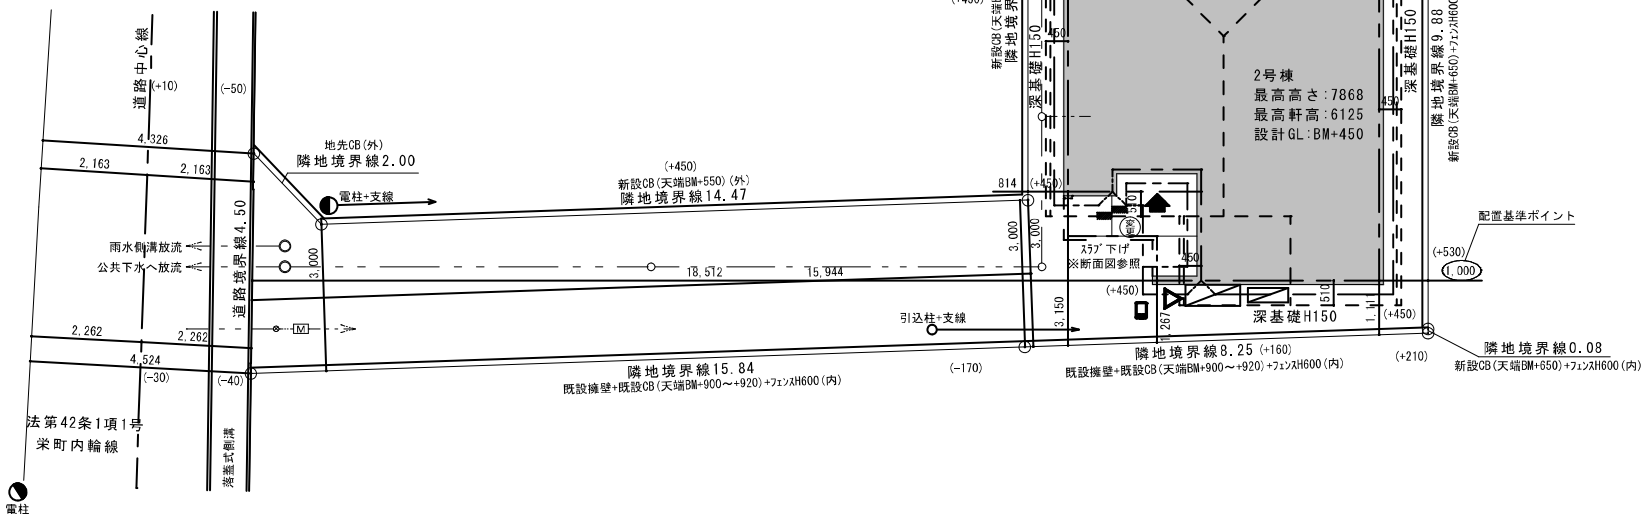 道路中心線
(+10)
(-50)
4,326
2,163
2,163
地先CB(外)
隣地境界線2.00
電柱+支線
(+450)
新設CB(天端BM+550)(外)
隣地境界線14.47
雨水側溝放流
公共下水へ放流
道路境界線4.50
3,000
18,512
15,944
2,262
2,262
4,524
(-30)
(-40)
M
法第42条1項1号
栄町内輪線
落蓋式側溝
電柱
隣地境界線15.84
既設擁壁+既設CB(天端BM+900～+920)+フェンスH600(内)
引込柱+支線
(-170)
814
(+450)
3,000
3,000
深基礎H150
450
2号棟
最高高さ:7868
最高軒高:6125
設計GL:BM+450
450
深基礎H150
隣地境界線9.88
新設CB(天端BM+650)+フェンスH600
510
スラブ下げ
※断面図参照
450
(+450)
3,150
1,267
510
深基礎H150
(+450)
配置基準ポイント
(+530)
1,000
隣地境界線8.25 (+160)
既設擁壁+既設CB(天端BM+900～+920)+フェンスH600(内)
(+210)
隣地境界線0.08
新設CB(天端BM+650)+フェンスH600(内)